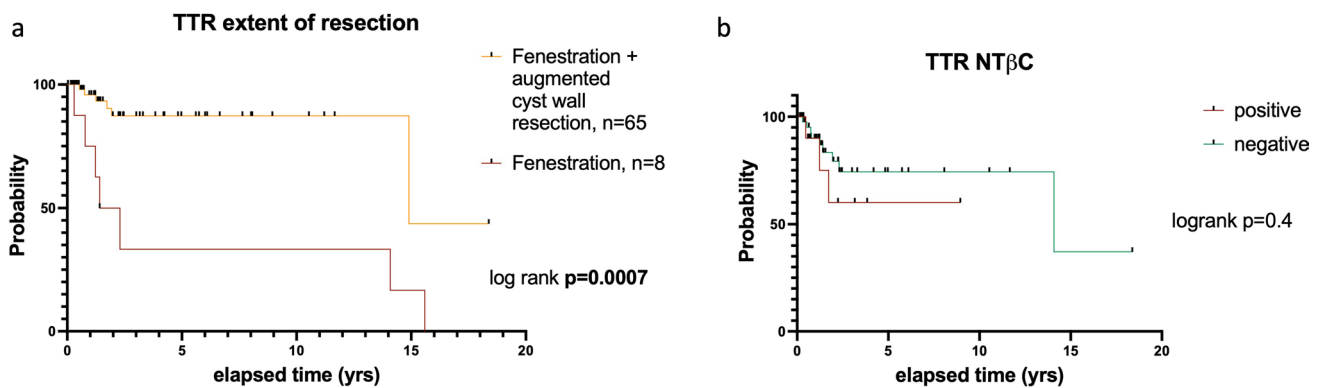 a
TTR extent of resection
Probability
100
50
0
0 5 10 15 20
elapsed time (yrs)
Fenestration +
augmented
cyst wall
resection, n=65
Fenestration, n=8
log rank p=0.0007
b
TTR NTβC
Probability
100
50
0
0 5 10 15 20
elapsed time (yrs)
positive
negative
logrank p=0.4